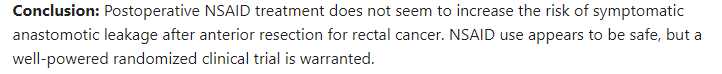 Conclusion: Postoperative NSAID treatment does not seem to increase the risk of symptomatic
anastomotic leakage after anterior resection for rectal cancer. NSAID use appears to be safe, but a
well-powered randomized clinical trial is warranted.